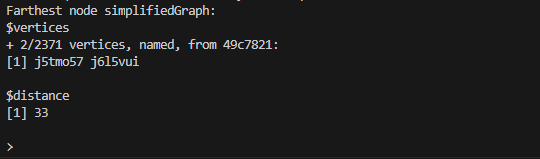 Farthest node simplifiedGraph:
$vertices
+ 2/2371 vertices, named, from 49c7821:
[1] j5tmo57 j6l5vui
$distance
[1] 33
>